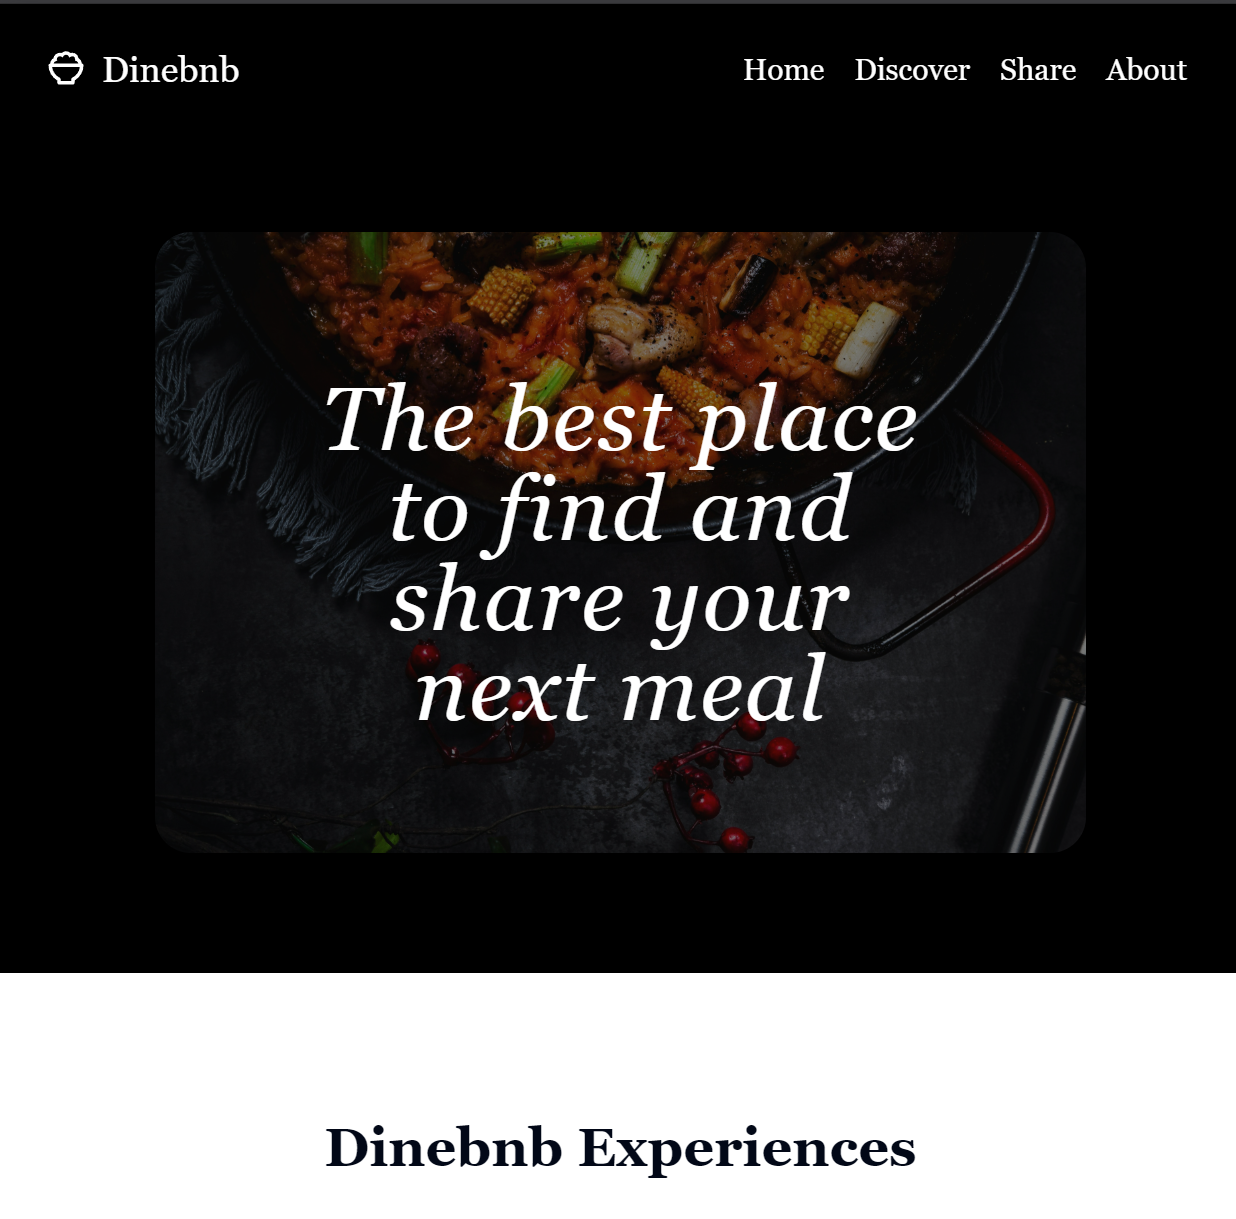 Dinebnb
Home Discover Share About
The best place
to find and
share your
next meal
Dinebnb Experiences